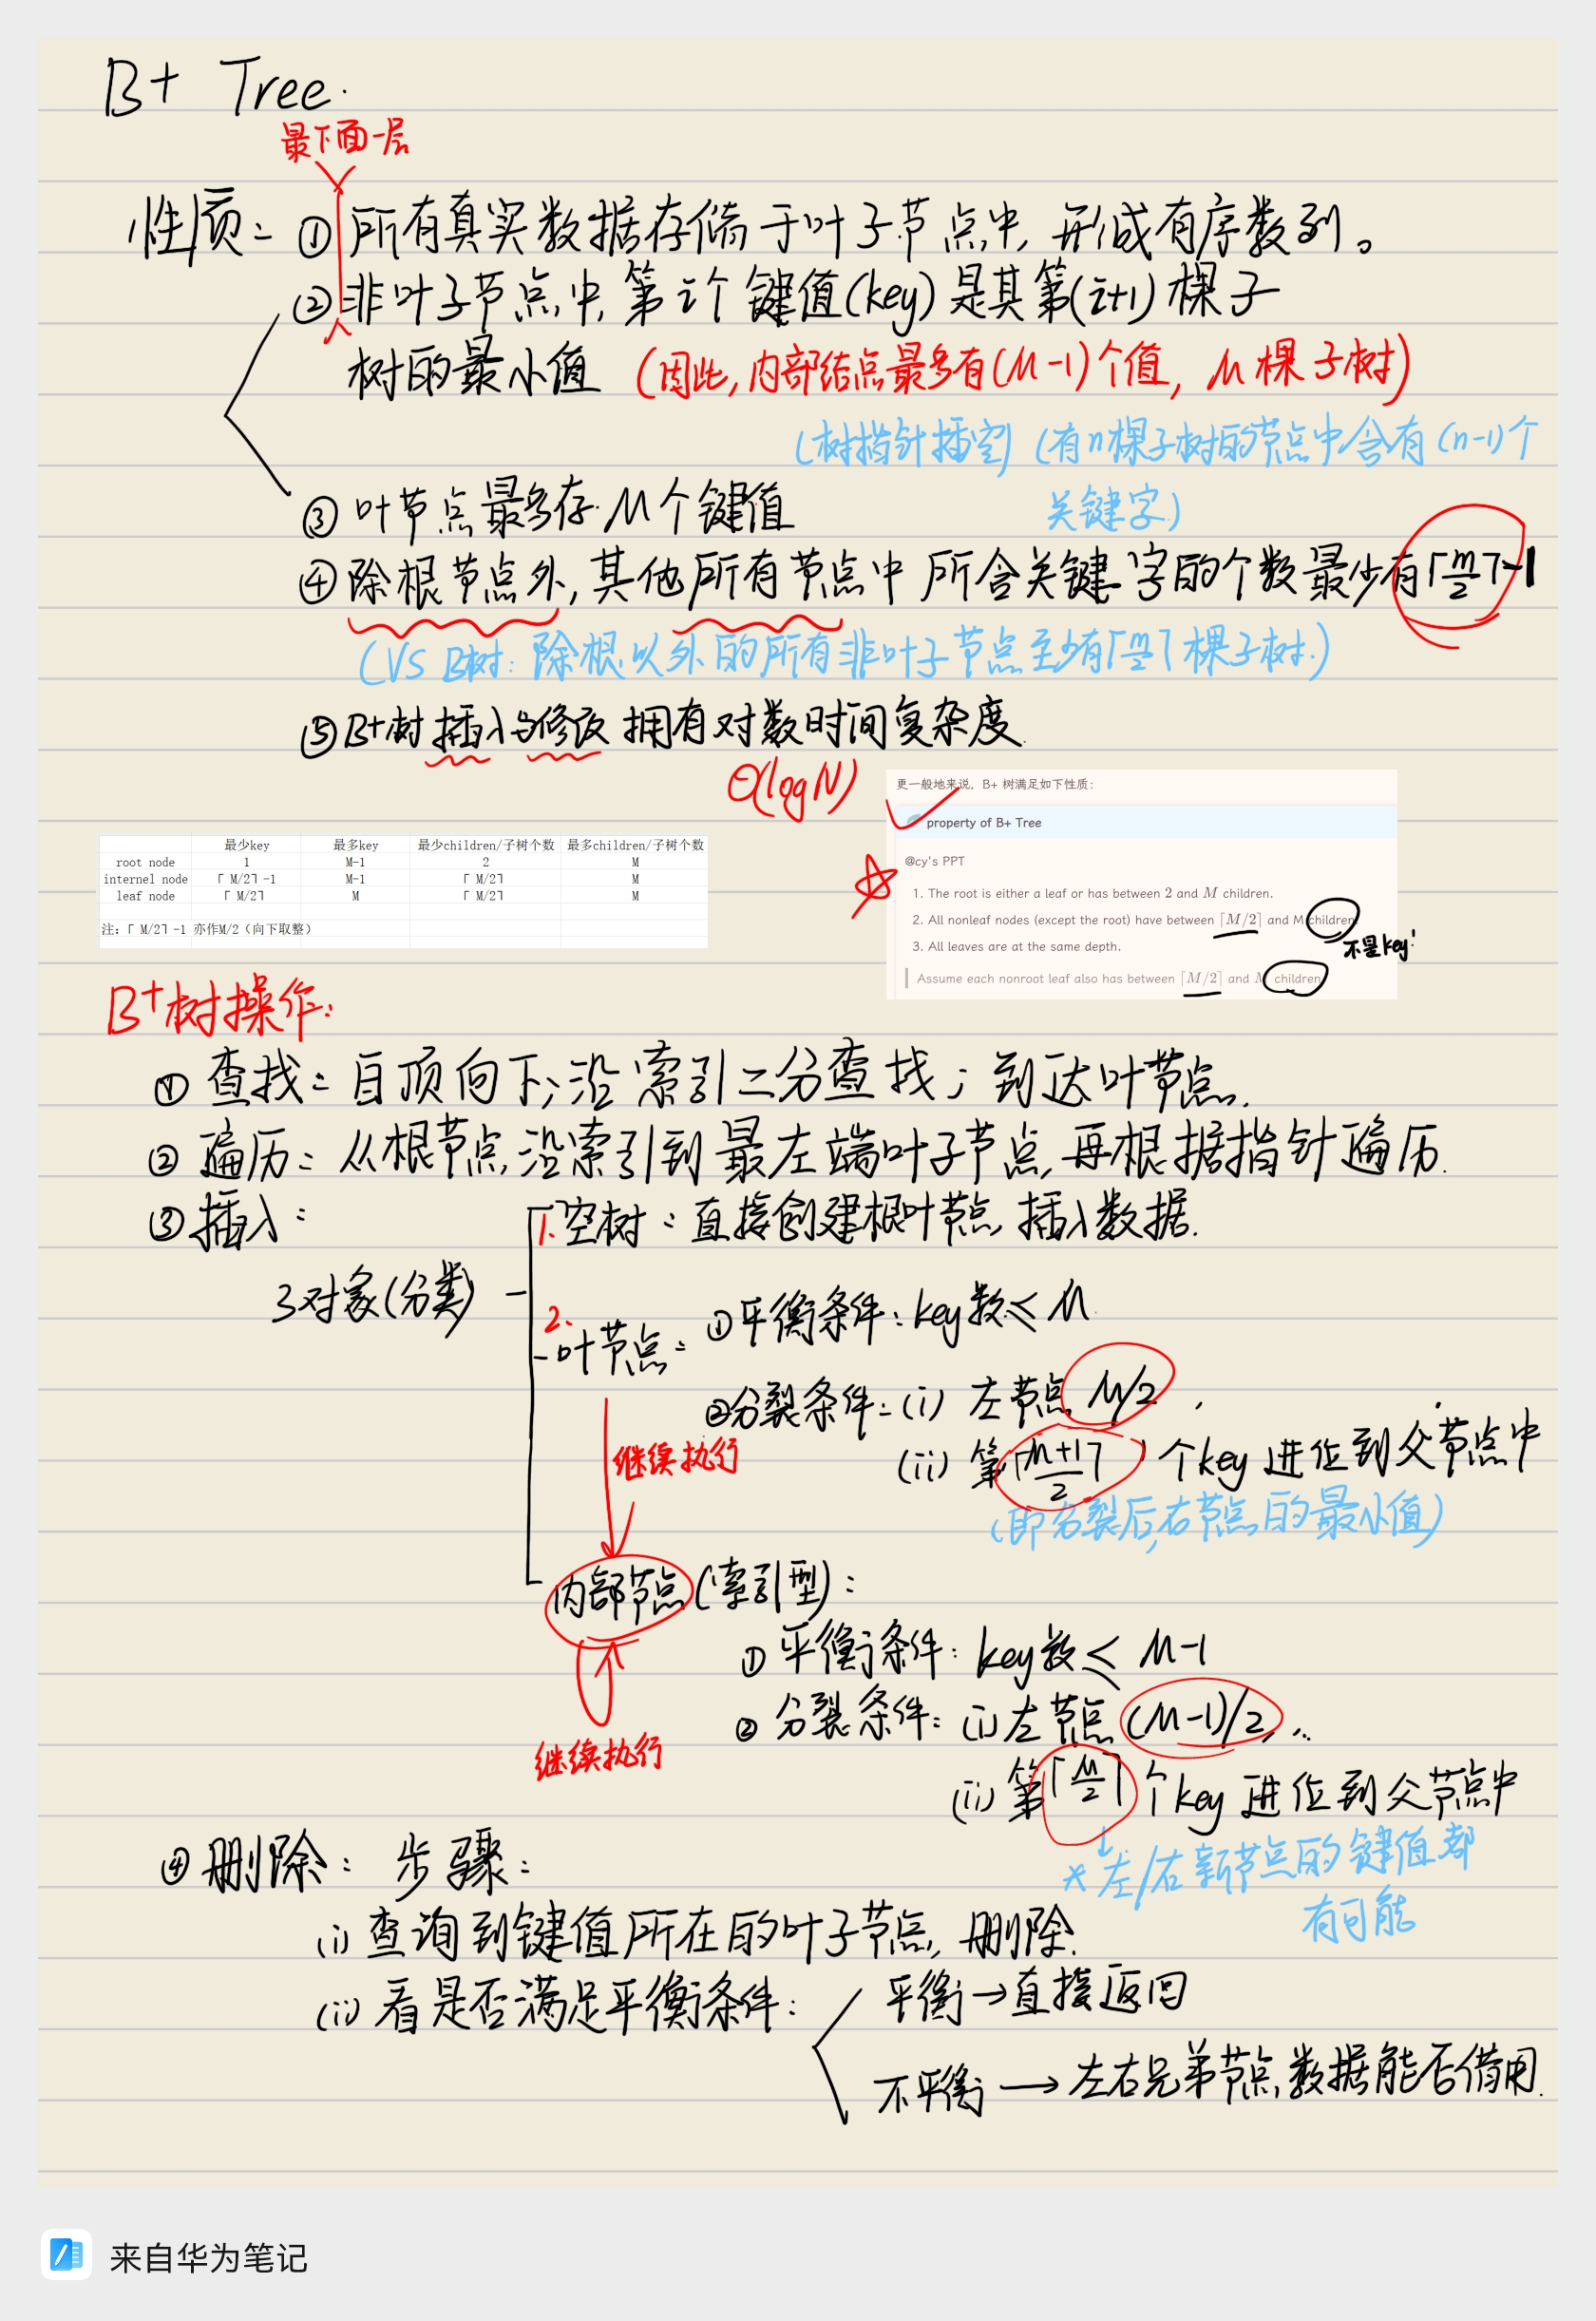 B+ Tree.
最下面一层
性质：①所有真实数据存储于叶子节点中，形成有序数列。
②非叶子节点中，第i个键值(key)是其第(i+1)棵子
树的最小值（因此，内部结点最多有(M-1)个值，M棵子树）
（树指针插空）（有n棵子树的节点中含有(n-1)个
关键字）
③叶节点最多存M个键值
④除根节点外，其他所有节点中所含关键字的个数最少有⌈m/2⌉-1
（VS B树：除根以外的所有非叶子节点至少有⌈m/2⌉棵子树.）
⑤B+树插入与修改拥有对数时间复杂度.
O(logN)
更一般地来说，B+ 树满足如下性质：
property of B+ Tree
@cy's PPT
1. The root is either a leaf or has between 2 and M children.
2. All nonleaf nodes (except the root) have between ⌈M/2⌉ and M children
不是key!
3. All leaves are at the same depth.
Assume each nonroot leaf also has between ⌈M/2⌉ and M children
最少key 最多key 最少children/子树个数 最多children/子树个数
root node 1 M-1 2 M
internel node ⌈M/2⌉-1 M-1 ⌈M/2⌉ M
leaf node ⌈M/2⌉ M ⌈M/2⌉ M
注：⌈M/2⌉-1 亦作M/2（向下取整）
B+树操作：
① 查找：自顶向下；沿索引二分查找；到达叶节点.
② 遍历：从根节点，沿索引到最左端叶子节点，再根据指针遍历.
③ 插入：
1. 空树：直接创建根叶节点，插入数据.
3对象(分类)
2. 叶节点：①平衡条件：key数≤M.
②分裂条件：(i) 左节点 M/2，
继续执行
(ii) 第⌈(M+1)/2⌉个key进位到父节点中
（即分裂后，右节点的最小值）
内部节点(索引型)：
① 平衡条件：key数≤M-1
② 分裂条件：(i)左节点(M-1)/2，..
继续执行
(ii) 第⌈M/2⌉个key进位到父节点中
*左/右新节点的键值都
有可能
④ 删除：步骤：
(i) 查询到键值所在的叶子节点，删除.
(ii) 看是否满足平衡条件：平衡→直接返回
不平衡→左右兄弟节点，数据能否借用.
来自华为笔记